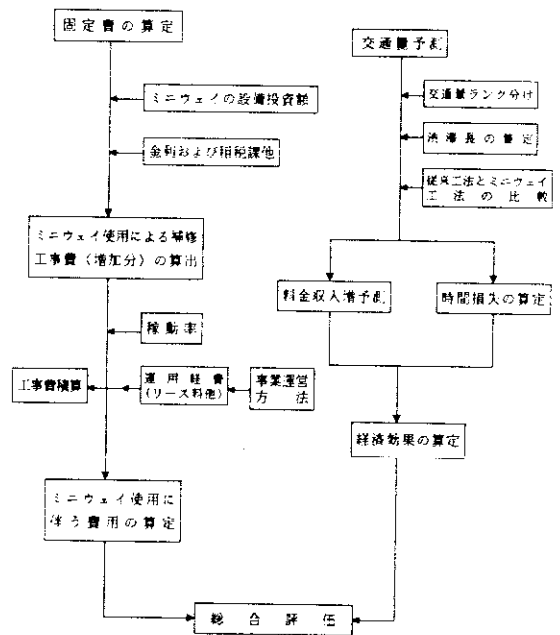 固定費の算定
ミニウェイの設備投資額
金利および租税課他
ミニウェイ使用による補修
工事費（増加分）の算出
稼動率
工事費積算
運用経費
（リース料他）
事業運営
方法
ミニウェイ使用に
伴う費用の算定
交通量予測
交通量ランク分け
渋滞長の算定
従来工法とミニウェイ
工法の比較
料金収入増予測
時間損失の算定
経済効果の算定
総合評価